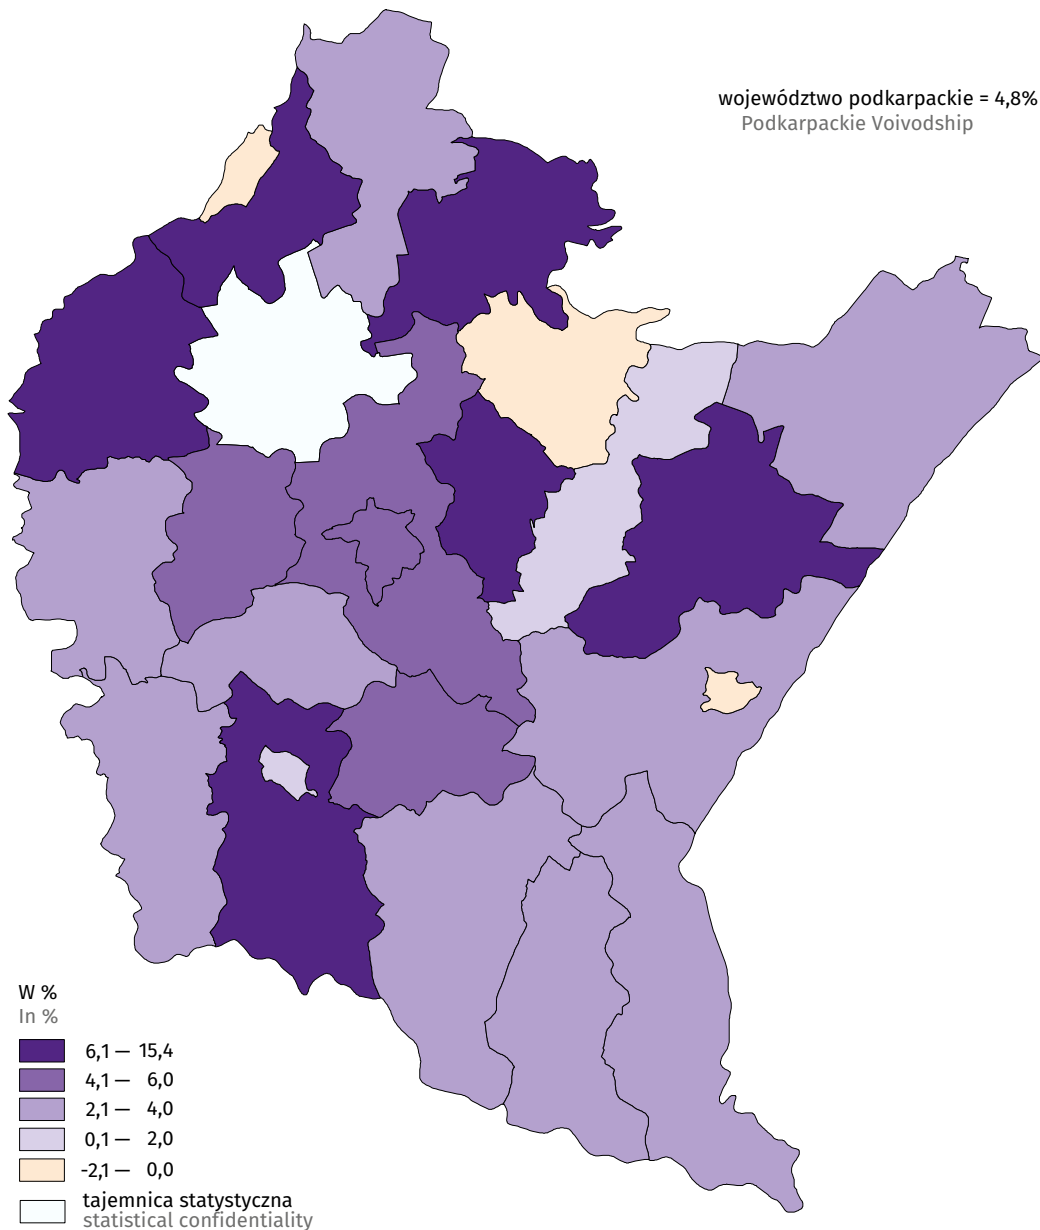 województwo podkarpackie = 4,8%
Podkarpackie Voivodship
W %
In %
6,1 — 15,4
4,1 — 6,0
2,1 — 4,0
0,1 — 2,0
-2,1 — 0,0
tajemnica statystyczna
statistical confidentiality